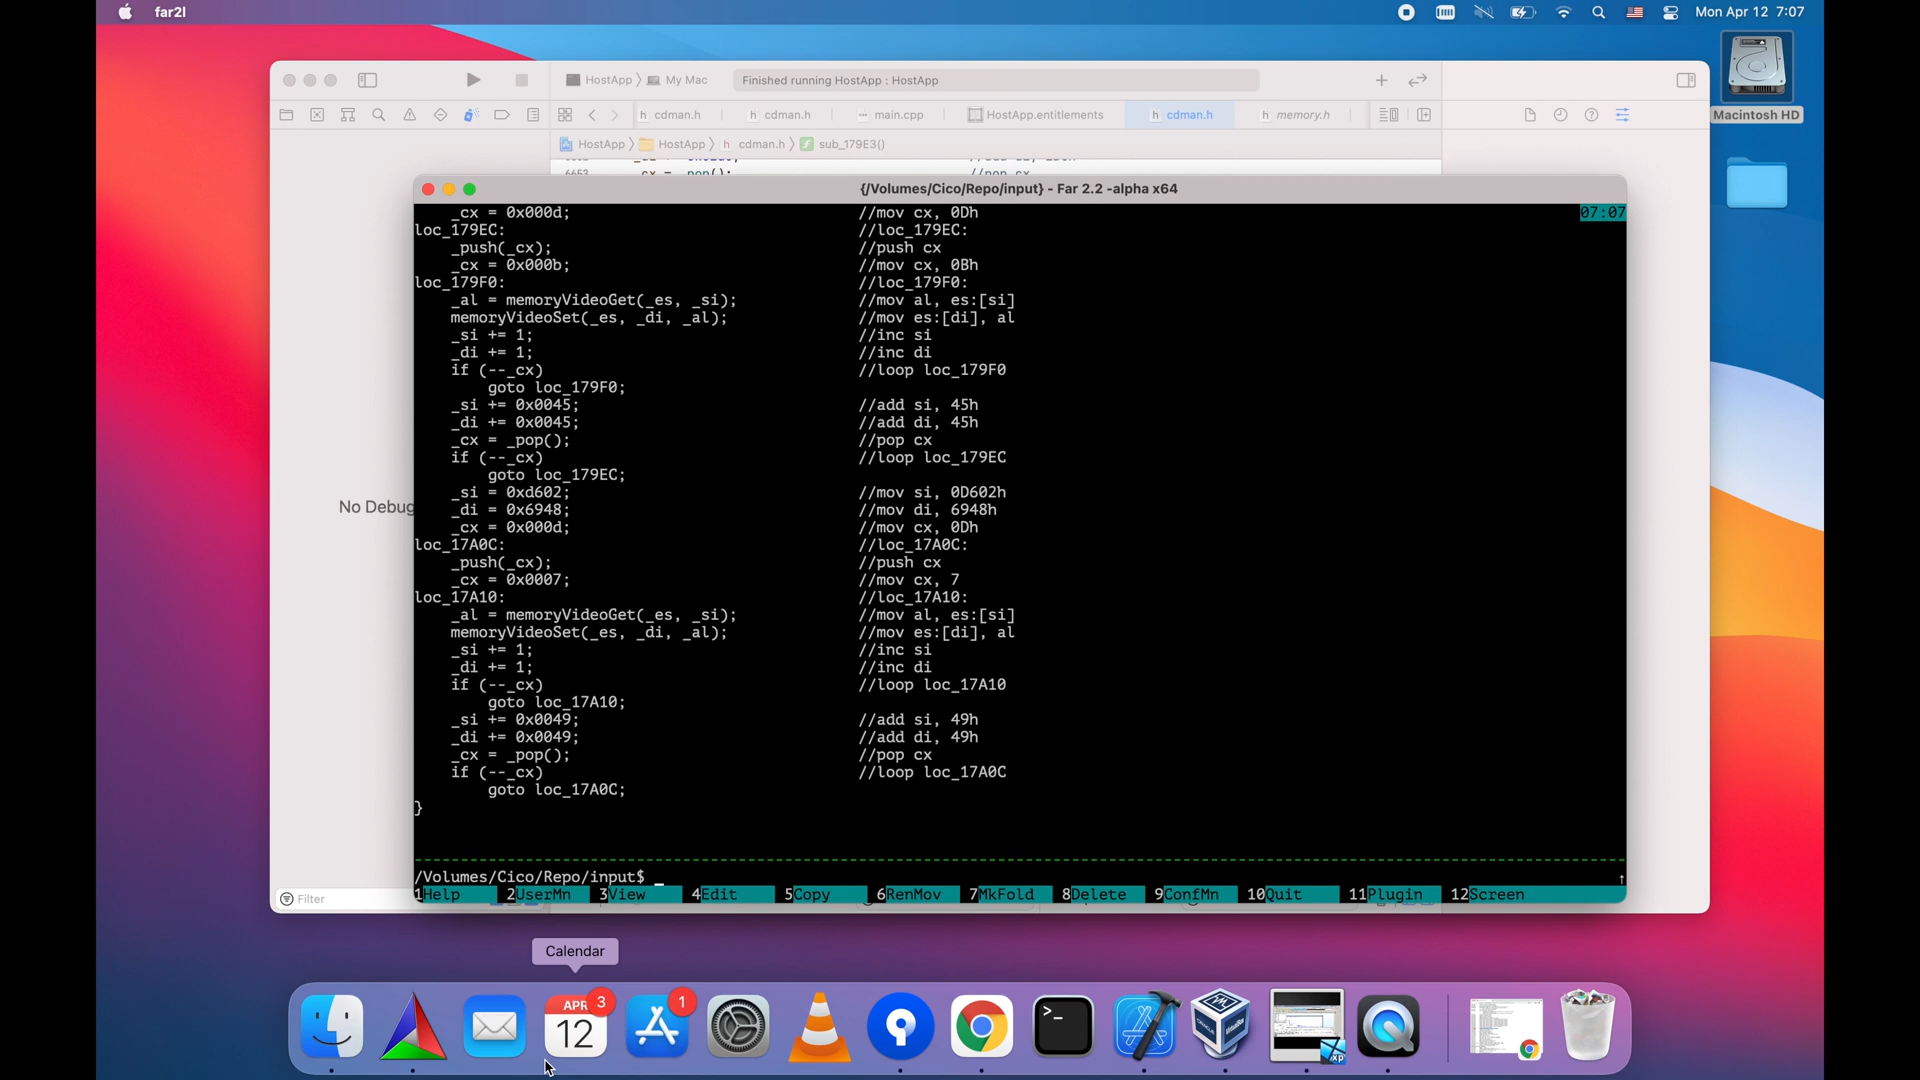 far2l
Mon Apr 12 7:07
HostApp 〉 My Mac
Finished running HostApp : HostApp
h cdman.h
h cdman.h
main.cpp
HostApp.entitlements
h cdman.h
h memory.h
HostApp 〉 HostApp 〉 h cdman.h 〉 f sub_179E3()
6653 _cx = _pop(); //pop cx
Macintosh HD
{/Volumes/Cico/Repo/input} - Far 2.2 -alpha x64
_cx = 0x000d; //mov cx, 0Dh 07:07
loc_179EC: //loc_179EC:
_push(_cx); //push cx
_cx = 0x000b; //mov cx, 0Bh
loc_179F0: //loc_179F0:
_al = memoryVideoGet(_es, _si); //mov al, es:[si]
memoryVideoSet(_es, _di, _al); //mov es:[di], al
_si += 1; //inc si
_di += 1; //inc di
if (--_cx) //loop loc_179F0
goto loc_179F0;
_si += 0x0045; //add si, 45h
_di += 0x0045; //add di, 45h
_cx = _pop(); //pop cx
if (--_cx) //loop loc_179EC
goto loc_179EC;
_si = 0xd602; //mov si, 0D602h
_di = 0x6948; //mov di, 6948h
_cx = 0x000d; //mov cx, 0Dh
loc_17A0C: //loc_17A0C:
_push(_cx); //push cx
_cx = 0x0007; //mov cx, 7
loc_17A10: //loc_17A10:
_al = memoryVideoGet(_es, _si); //mov al, es:[si]
memoryVideoSet(_es, _di, _al); //mov es:[di], al
_si += 1; //inc si
_di += 1; //inc di
if (--_cx) //loop loc_17A10
goto loc_17A10;
_si += 0x0049; //add si, 49h
_di += 0x0049; //add di, 49h
_cx = _pop(); //pop cx
if (--_cx) //loop loc_17A0C
goto loc_17A0C;
}
No Debug
/Volumes/Cico/Repo/input$ _
1Help 2UserMn 3View 4Edit 5Copy 6RenMov 7MkFold 8Delete 9ConfMn 10Quit 11Plugin 12Screen
Filter
Calendar
APR 3
12
1
>_
xp